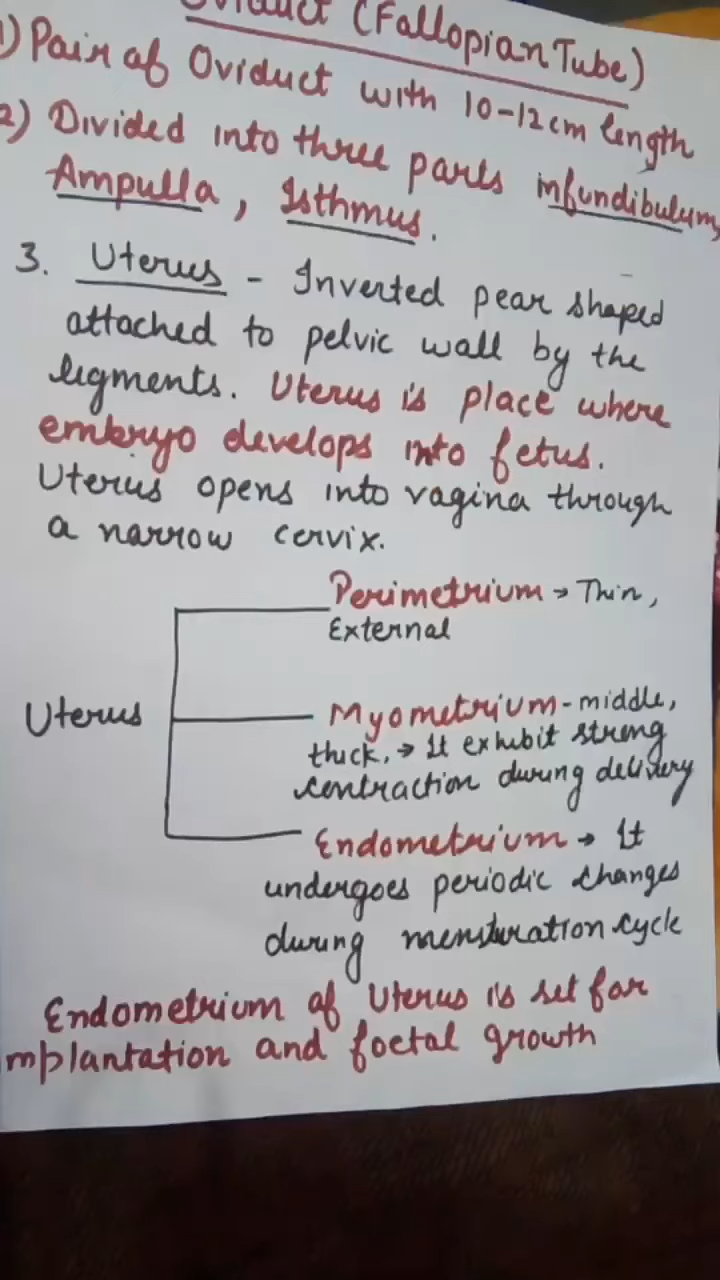 Oviduct (Fallopian Tube)
1) Pair of Oviduct with 10-12cm length
2) Divided into three parts infundibulum,
Ampulla, Isthmus.
3. Uterus - Inverted pear shaped
attached to pelvic wall by the
legments. Uterus is place where
embryo develops into fetus.
Uterus opens into vagina through
a narrow cervix.
Perimetrium → Thin,
External
Uterus
Myometrium - middle,
thick, → It exhibit strong
contraction during delivery
Endometrium → It
undergoes periodic changes
during mensturation cycle
Endometrium of Uterus is set for
mplantation and foetal growth